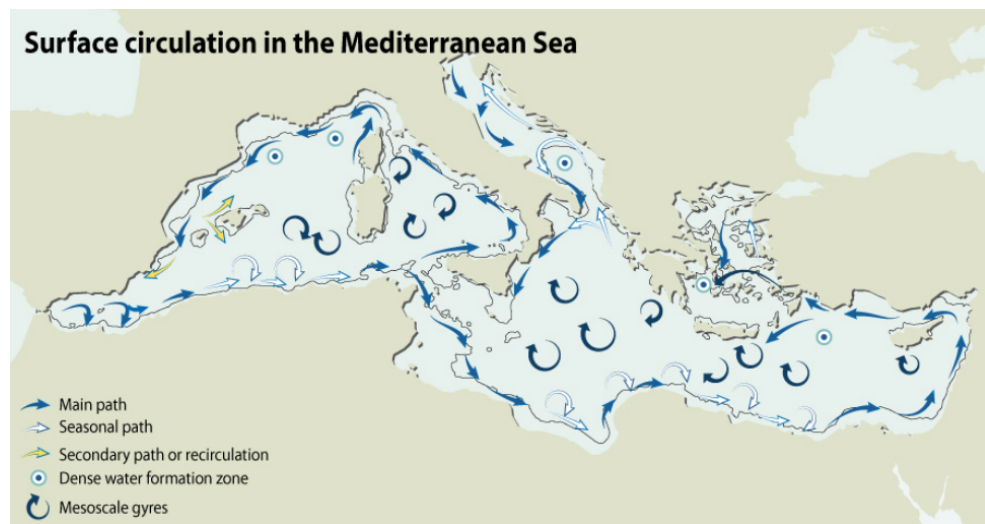 Surface circulation in the Mediterranean Sea
Main path
Seasonal path
Secondary path or recirculation
Dense water formation zone
Mesoscale gyres